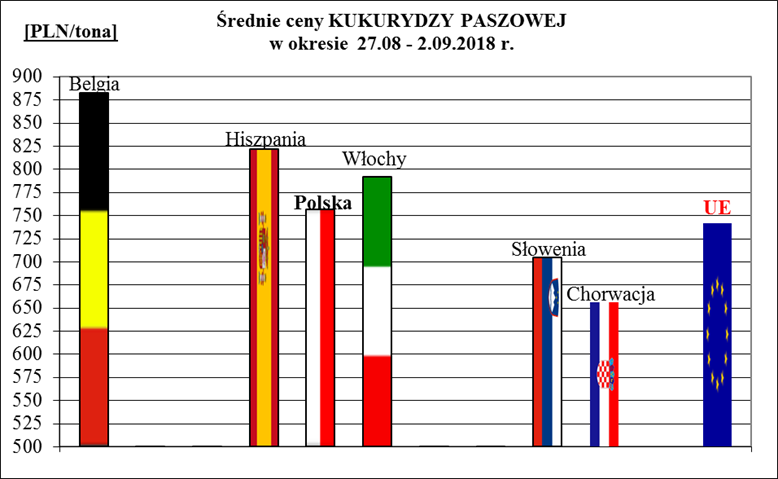 Średnie ceny KUKURYDZY PASZOWEJ
w okresie 27.08 - 2.09.2018 r.
[PLN/tona]
900
875
850
825
800
775
750
725
700
675
650
625
600
575
550
525
500
Belgia
Hiszpania
Polska
Włochy
Słowenia
Chorwacja
UE